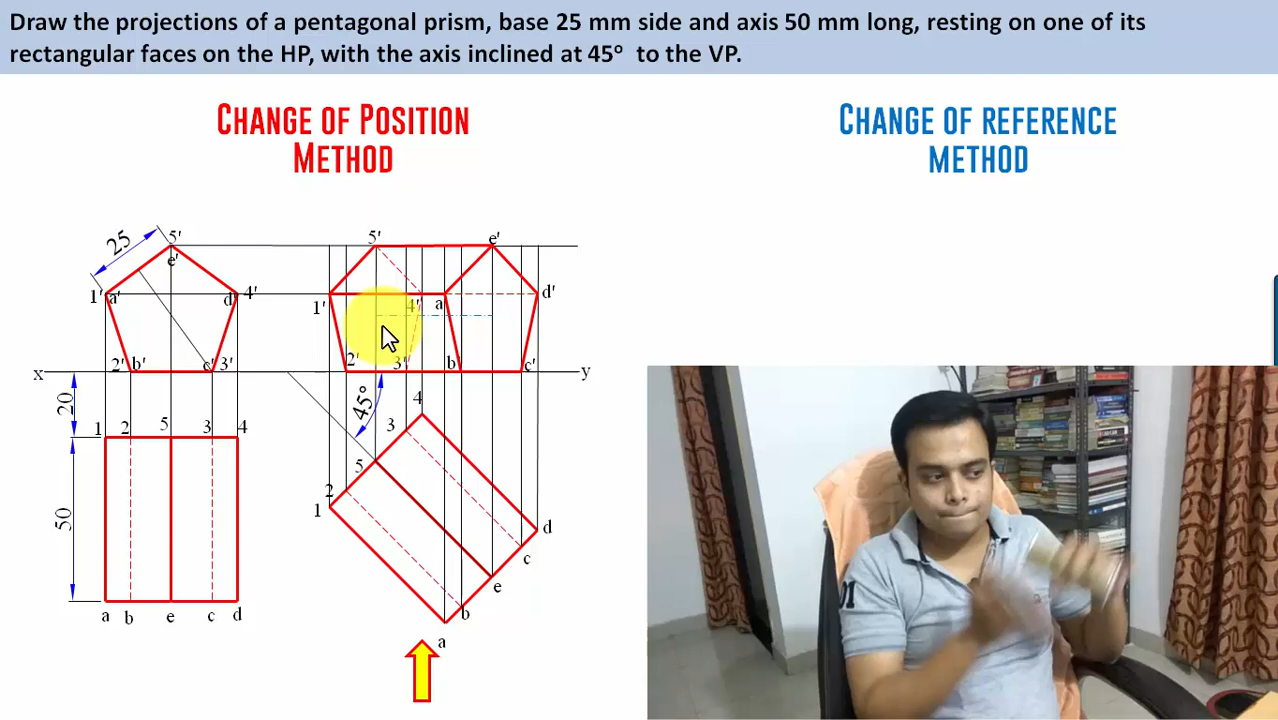 Draw the projections of a pentagonal prism, base 25 mm side and axis 50 mm long, resting on one of its
rectangular faces on the HP, with the axis inclined at 45° to the VP.
CHANGE OF POSITION
METHOD
CHANGE OF REFERENCE
METHOD
25
5' 5' e'
e'
1' a' d 4' 1' 4' a d'
2' b' c' 3' 2' 3' b' c'
x y
20
45°
50
1 2 5 3 4
4
3
5
2
1
a b e c d
d
c
e
b
a